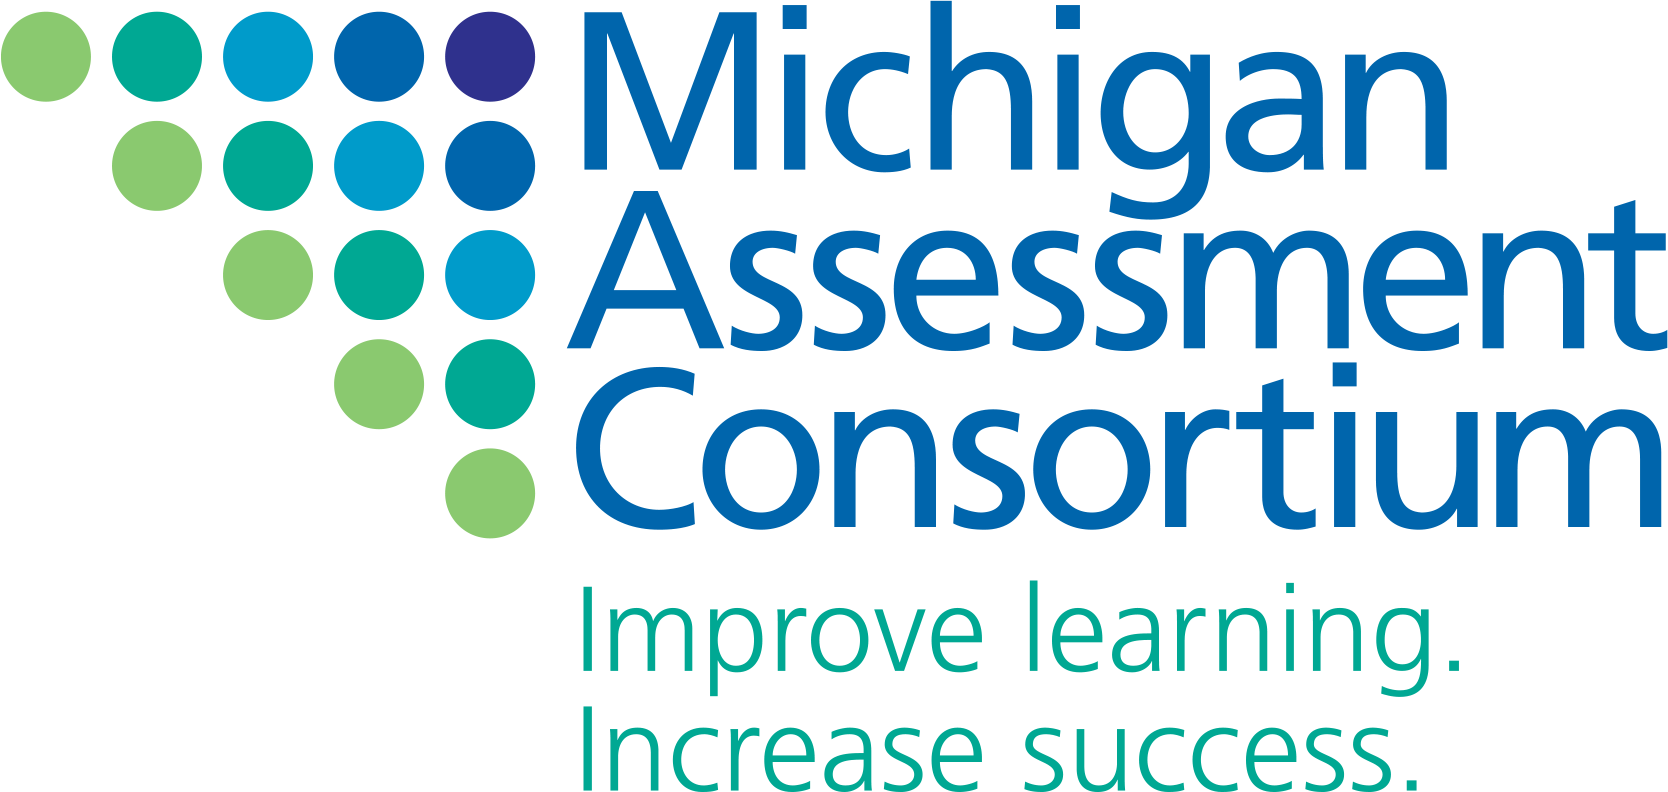 Michigan
Assessment
Consortium
Improve learning.
Increase success.